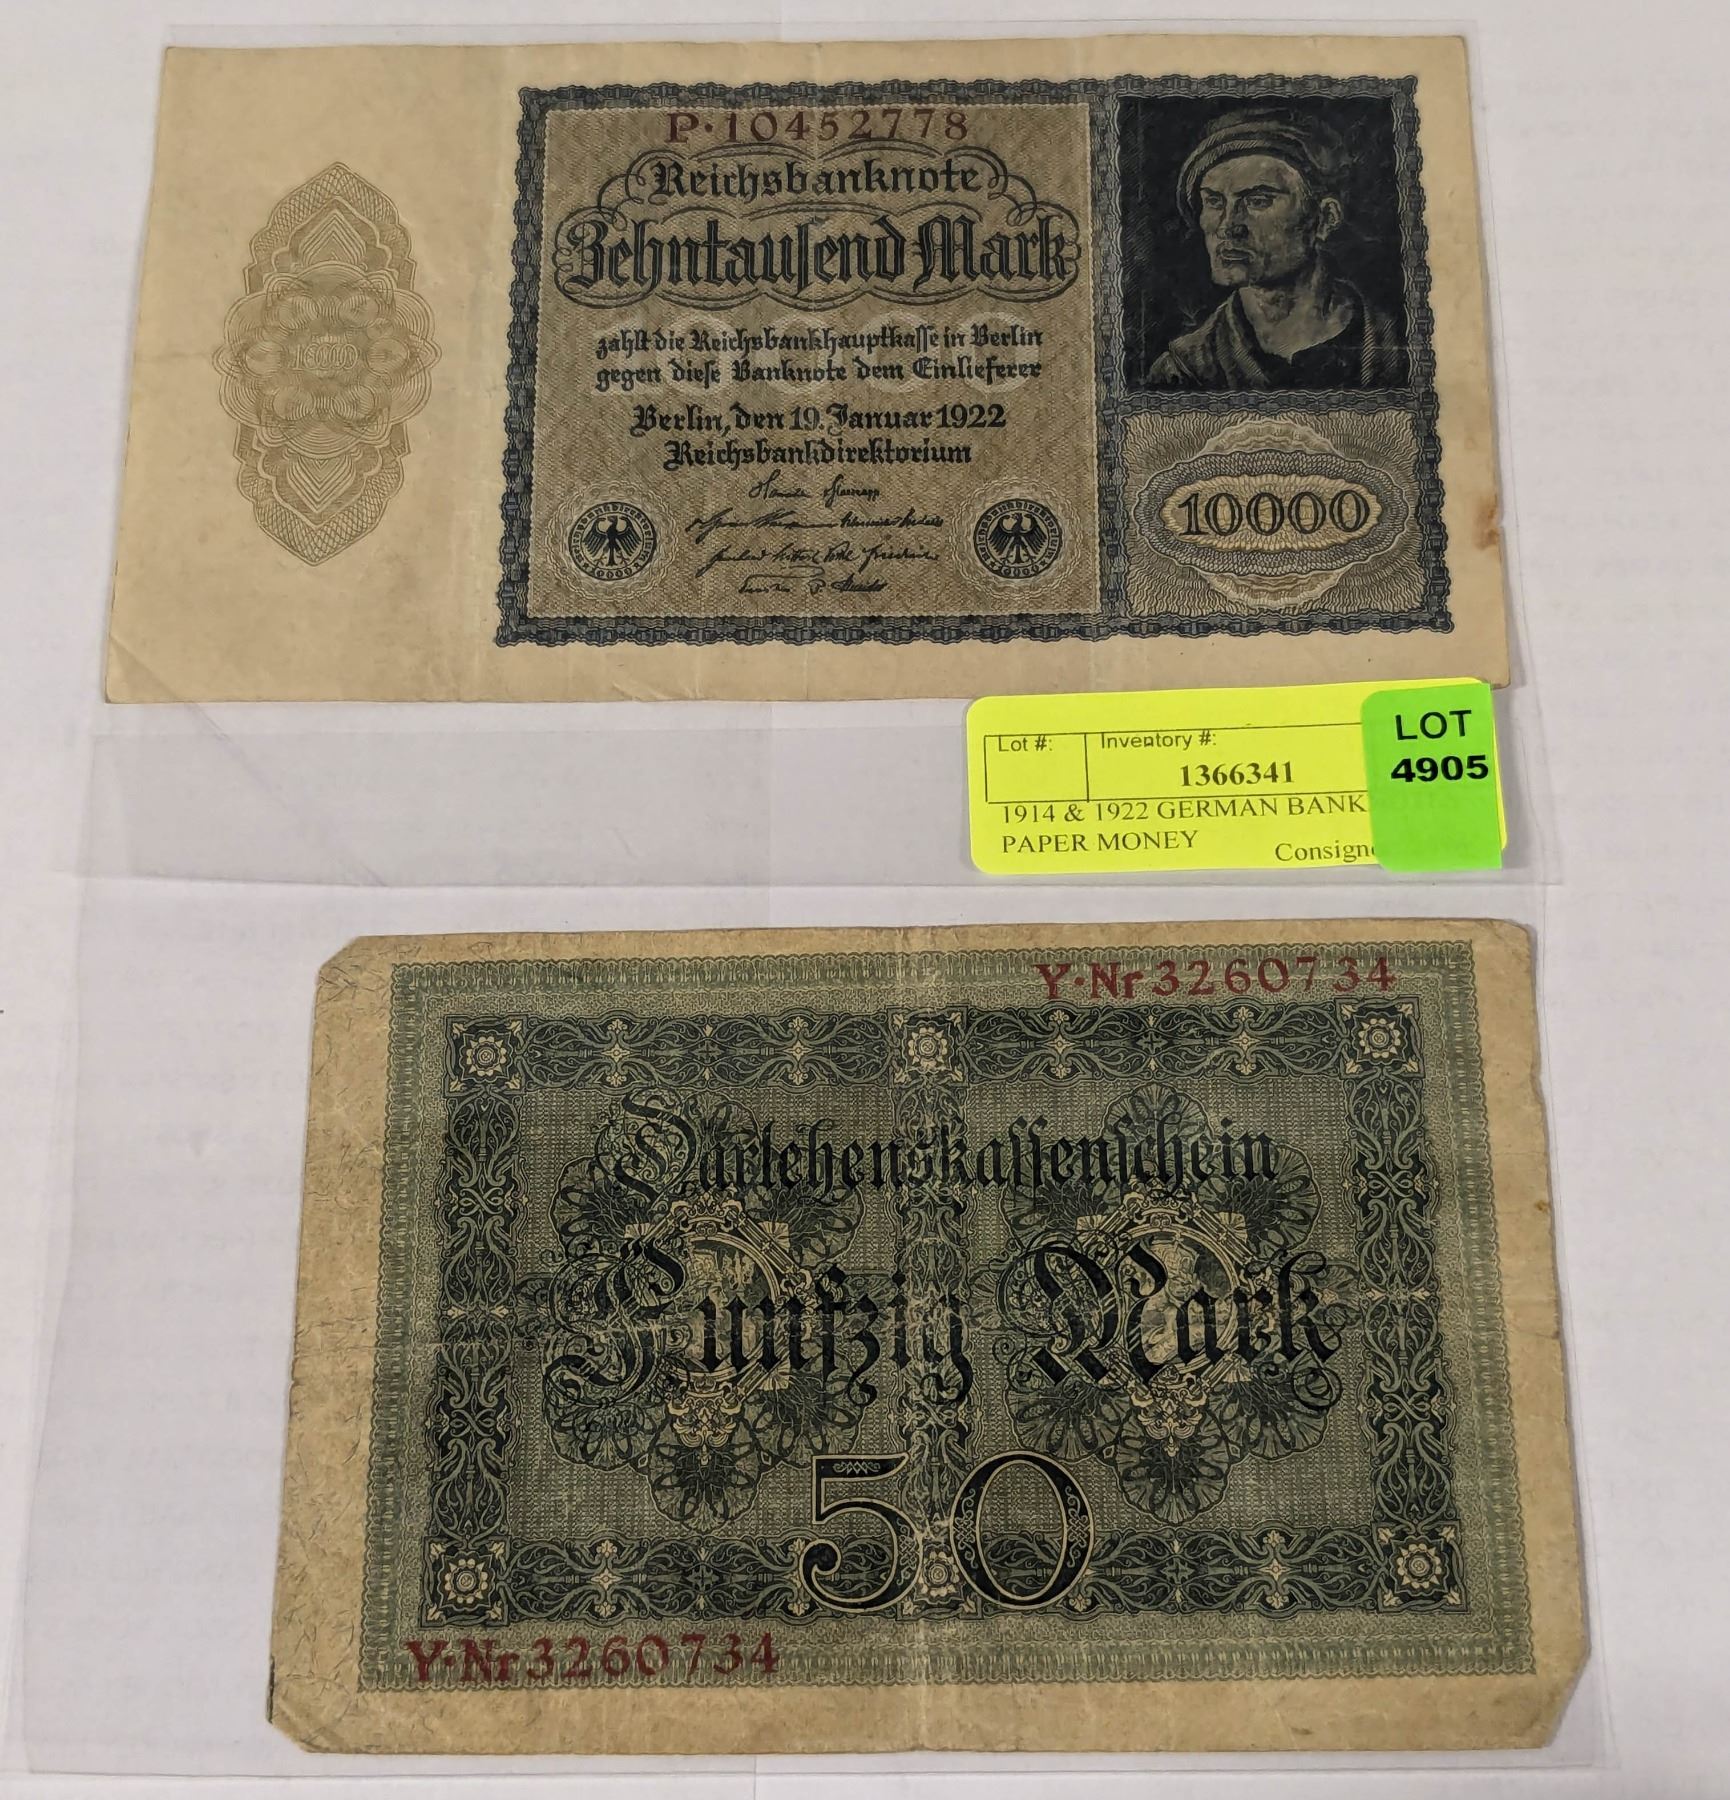 P·10452778
Reichsbanknote
Zehntausend Mark
zahlt die Reichsbankhauptkasse in Berlin
gegen diese Banknote dem Einlieferer
Berlin, den 19. Januar 1922
Reichsbankdirektorium
10000
10000
Lot #:
Inventory #:
1366341
1914 & 1922 GERMAN BANK
PAPER MONEY
LOT
4905
Y·Nr 3260734
Darlehenskassenschein
Fünfzig Mark
50
Y·Nr 3260734